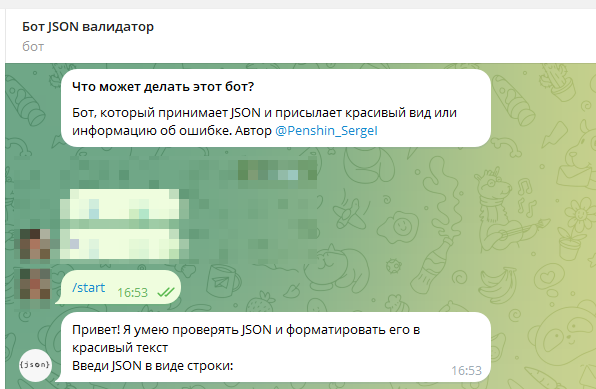 Бот JSON валидатор
бот
Что может делать этот бот?
Бот, который принимает JSON и присылает красивый вид или
информацию об ошибке. Автор @Penshin_SergeI
/start 16:53
Привет! Я умею проверять JSON и форматировать его в
красивый текст
Введи JSON в виде строки:
{json} 16:53